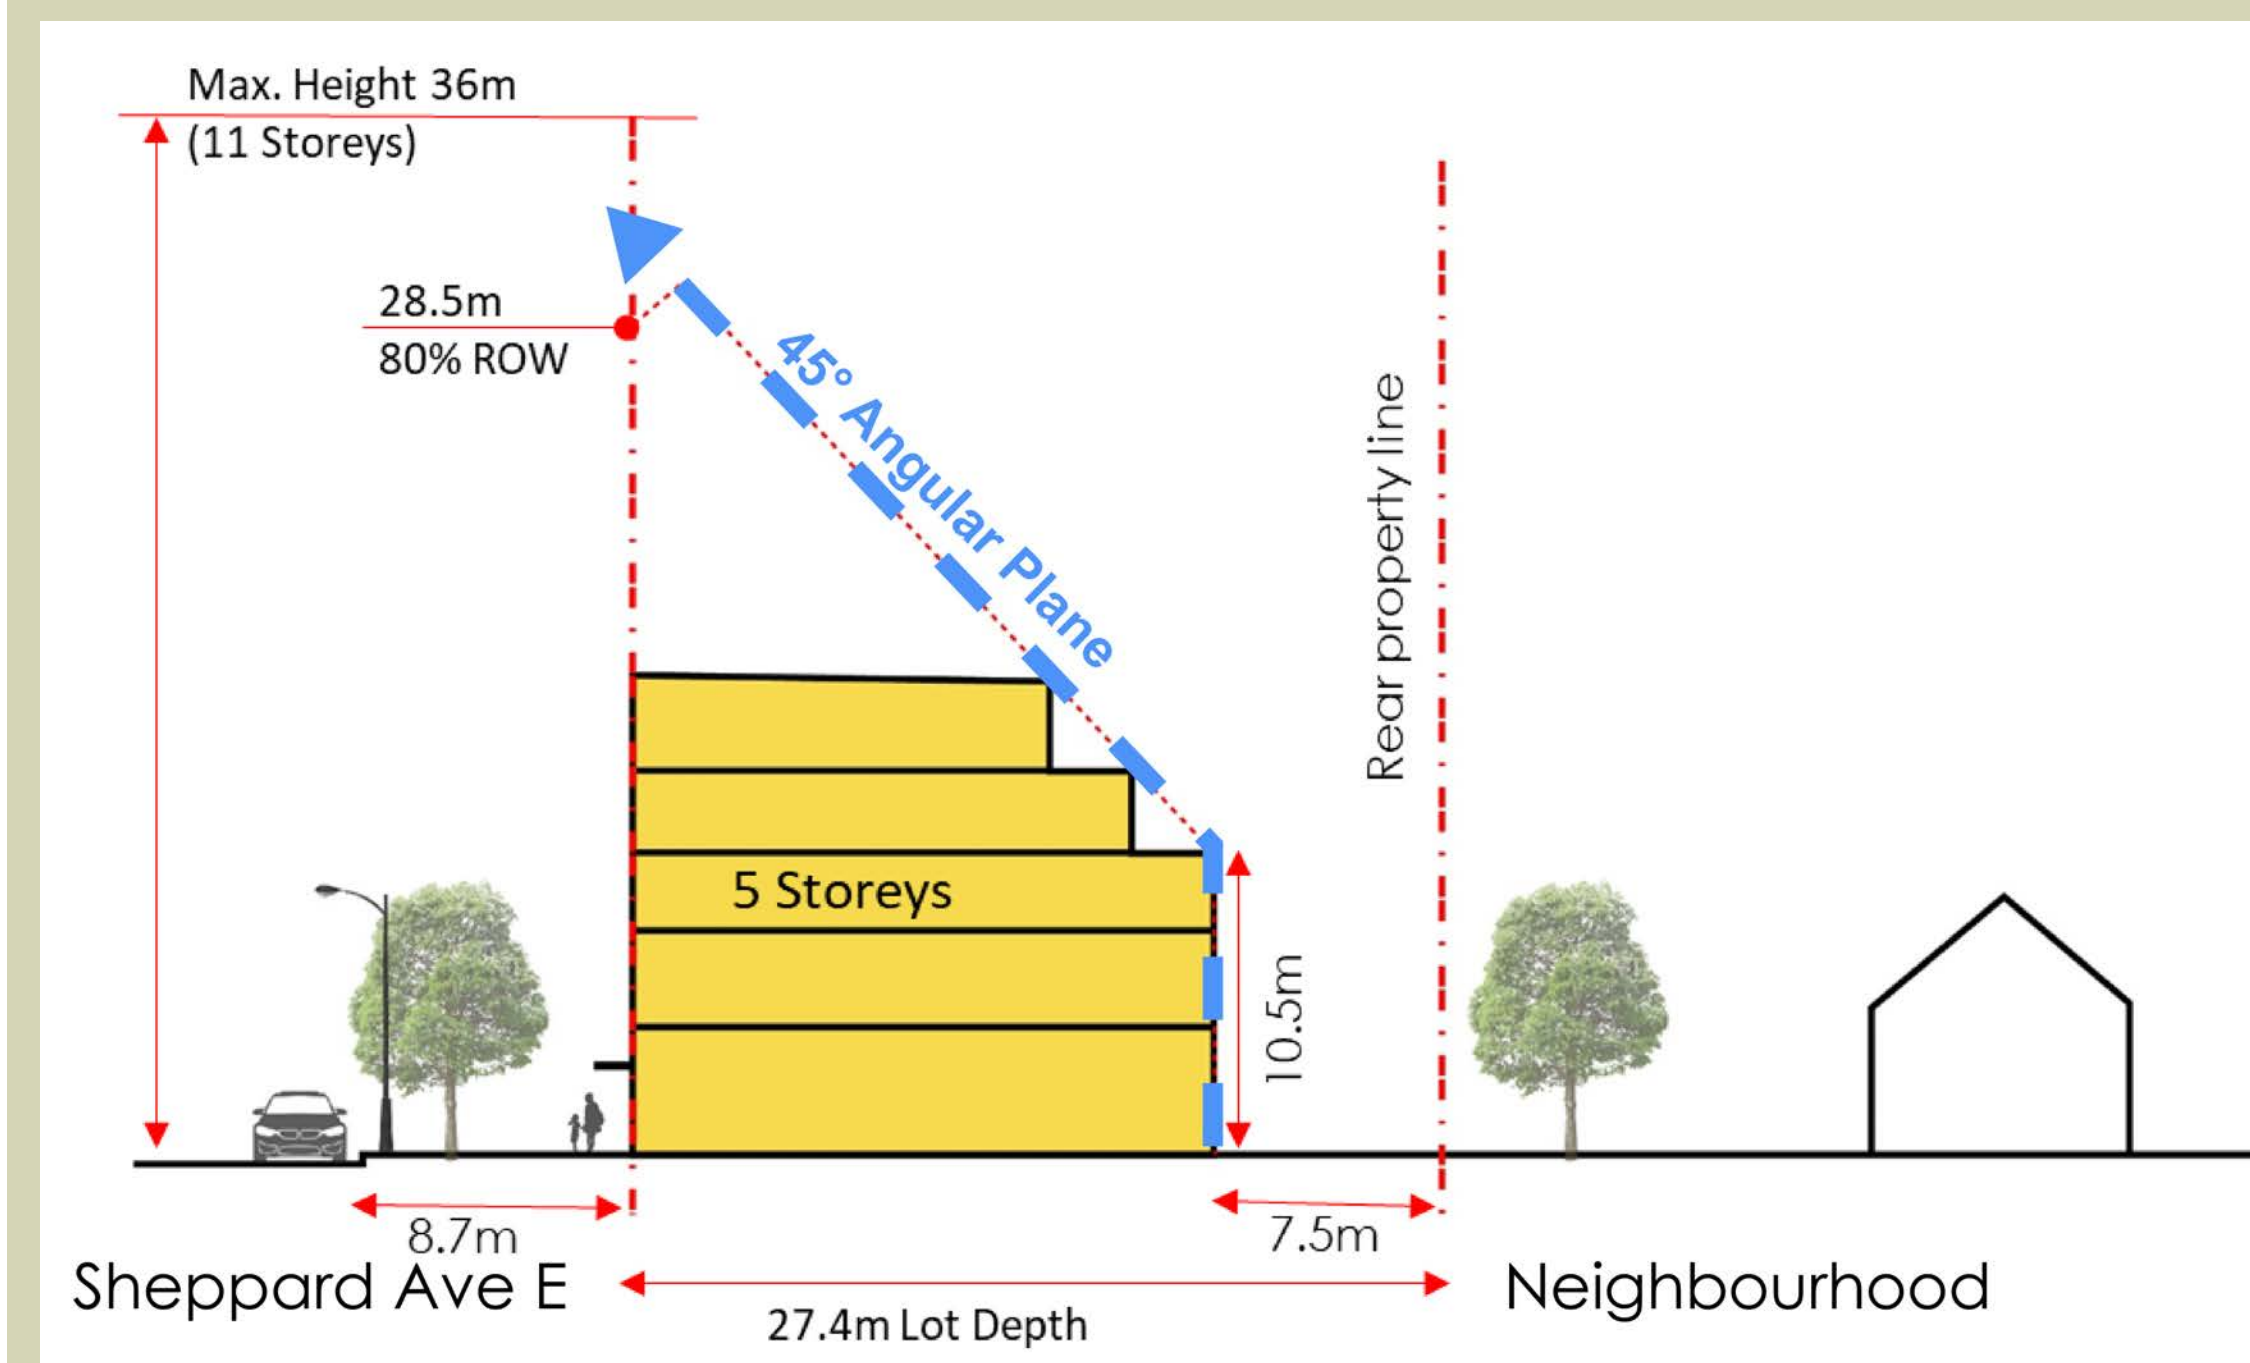 Max. Height 36m
(11 Storeys)
28.5m
80% ROW
45° Angular Plane
Rear property line
5 Storeys
10.5m
8.7m
7.5m
Sheppard Ave E
Neighbourhood
27.4m Lot Depth